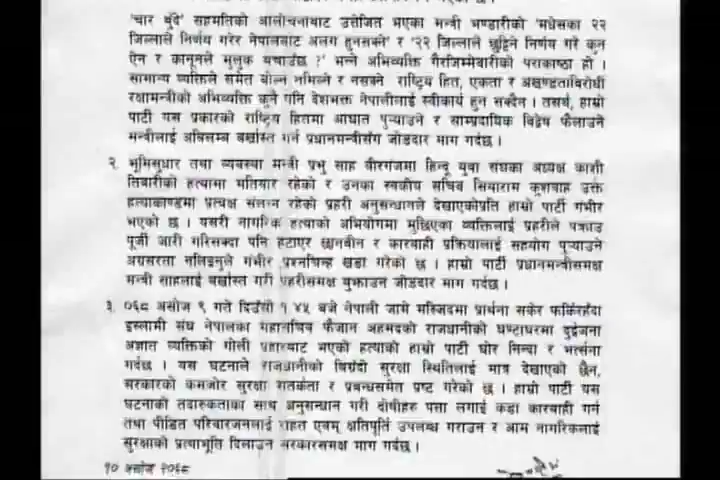 'चार बुँदे' सहमतिको आलोचनाबाट उत्तेजित भएका मन्त्री भण्डारीको 'मधेसका २२
जिल्लाले निर्णय गरेर नेपालबाट अलग हुनसक्ने' र '२२ जिल्लाले छुट्टिने निर्णय गरे कुन
ऐन र कानूनले मुलुक बचाउँछ ?' भन्ने अभिव्यक्ति गैरजिम्मेवारीको पराकाष्ठा हो ।
सामान्य व्यक्तिले समेत बोल्न नमिल्ने र नसक्ने राष्ट्रिय हित, एकता र अखण्डताविरोधी
रक्षामन्त्रीको अभिव्यक्ति कुनै पनि देशभक्त नेपालीलाई स्वीकार्य हुन सक्दैन । तसर्थ, हाम्रो
पार्टी यस प्रकारको राष्ट्रिय हितमा आघात पुऱ्याउने र साम्प्रदायिक विद्वेष फैलाउने
मन्त्रीलाई अविलम्ब बर्खास्त गर्न प्रधानमन्त्रीसँग जोडदार माग गर्दछ ।
२. भूमिसुधार तथा व्यवस्था मन्त्री प्रभु साह वीरगंजमा हिन्दू युवा संघका अध्यक्ष काशी
तिवारीको हत्यामा मतियार रहेको र उनका स्वकीय सचिव सियाराम कुशवाह उक्त
हत्याकाण्डमा प्रत्यक्ष संलग्न रहेको प्रहरी अनुसन्धानले देखाएकोप्रति हाम्रो पार्टी गंभीर
भएको छ । यसरी नागरिक हत्याको अभियोगमा मुछिएका व्यक्तिलाई प्रहरीले पक्राउ
पूर्जी जारी गरिसक्दा पनि हटाएर छानबीन र कारबाही प्रक्रियालाई सहयोग पुऱ्याउने
अग्रसरता नलिइनुले गंभीर प्रश्नचिन्ह खडा गरेको छ । हाम्रो पार्टी प्रधानमन्त्रीसमक्ष
मन्त्री साहलाई बर्खास्त गरी प्रहरीसमक्ष बुझाउन जोडदार माग गर्दछ ।
३. ०६८ असोज ९ गते दिउँसो १.४५ बजे नेपाली जामे मस्जिदमा प्रार्थना सकेर फर्किरहँदा
इस्लामी संघ नेपालका महासचिव फैजान अहमदको राजधानीको घण्टाघरमा दुईजना
अज्ञात व्यक्तिको गोली प्रहारबाट भएको हत्याको हाम्रो पार्टी घोर निन्दा र भर्त्सना
गर्दछ । यस घटनाले राजधानीको बिग्रंदो सुरक्षा स्थितिलाई मात्र देखाएको छैन,
सरकारको कमजोर सुरक्षा सतर्कता र प्रबन्धसमेत प्रष्ट गरेको छ । हाम्रो पार्टी यस
घटनाको तदारुकताका साथ अनुसन्धान गरी दोषीहरु पत्ता लगाई कडा कारबाही गर्न
तथा पीडित परिवारजनलाई राहत एवम् क्षतिपूर्ति उपलब्ध गराउन र आम नागरिकलाई
सुरक्षाको प्रत्याभूति दिलाउन सरकारसमक्ष माग गर्दछ ।
१० असोज २०६८